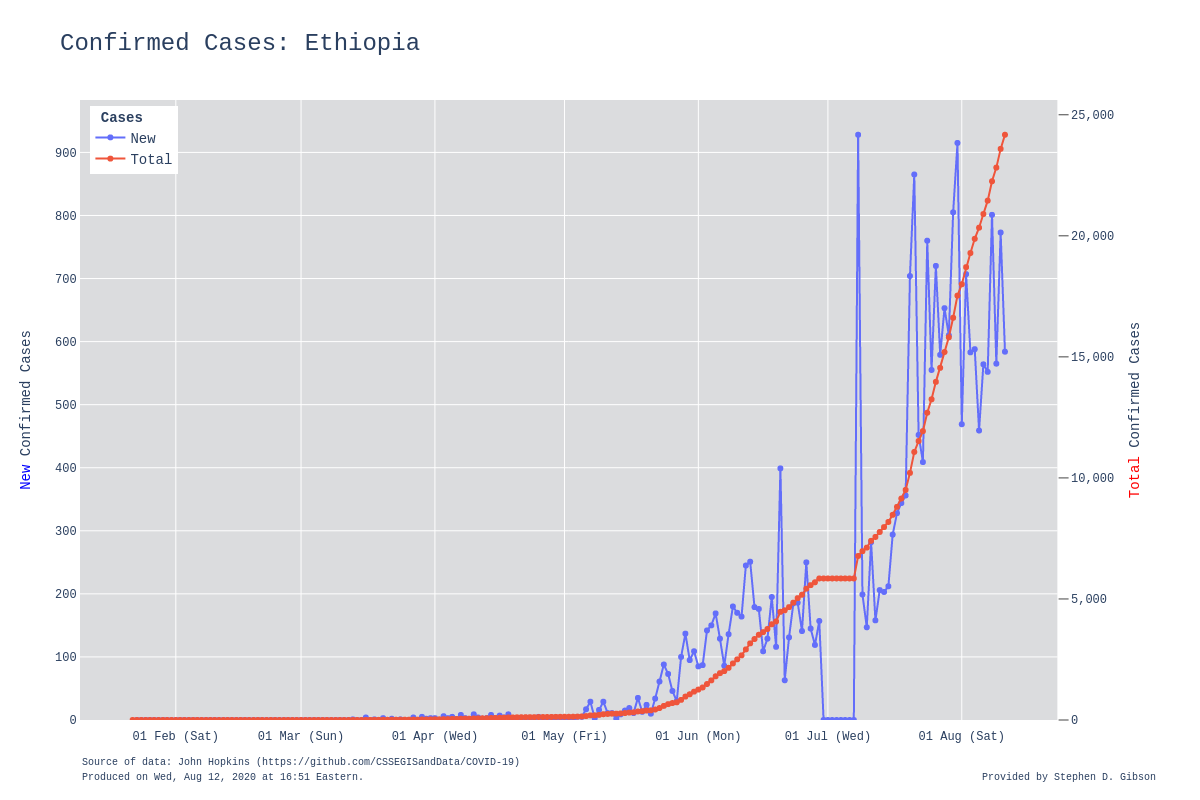 Confirmed Cases: Ethiopia
Cases
New
Total
900
800
700
600
500
400
300
200
100
0
25,000
20,000
15,000
10,000
5,000
0
New Confirmed Cases
Total Confirmed Cases
01 Feb (Sat) 01 Mar (Sun) 01 Apr (Wed) 01 May (Fri) 01 Jun (Mon) 01 Jul (Wed) 01 Aug (Sat)
Source of data: John Hopkins (https://github.com/CSSEGISandData/COVID-19)
Produced on Wed, Aug 12, 2020 at 16:51 Eastern.
Provided by Stephen D. Gibson